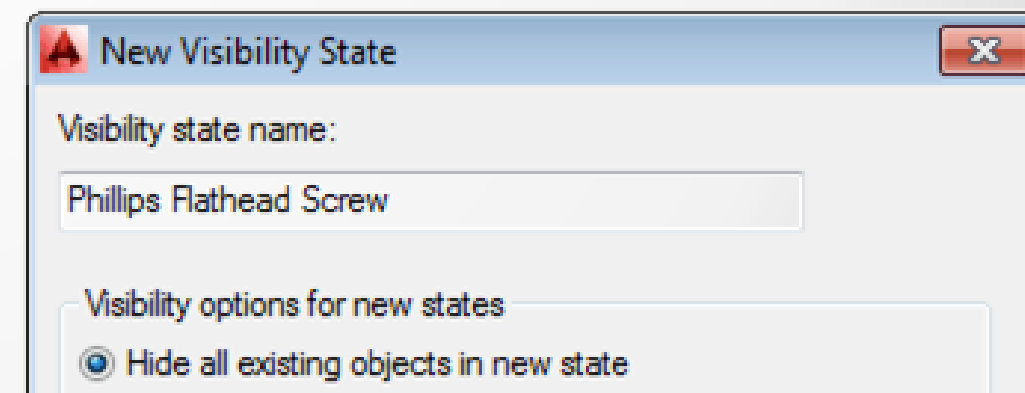 New Visibility State
Visibility state name:
Phillips Flathead Screw
Visibility options for new states
Hide all existing objects in new state